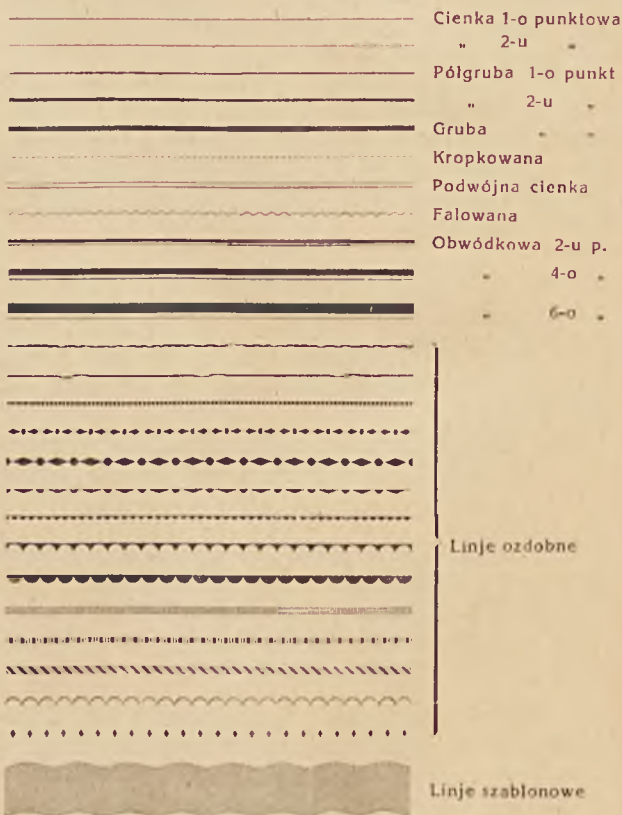 Cienka 1-o punktowa
„ 2-u „
Półgruba 1-o punkt
„ 2-u „
Gruba „ „
Kropkowana
Podwójna cienka
Falowana
Obwódkowa 2-u p.
„ 4-o „
„ 6-o „
Linje ozdobne
Linje szablonowe